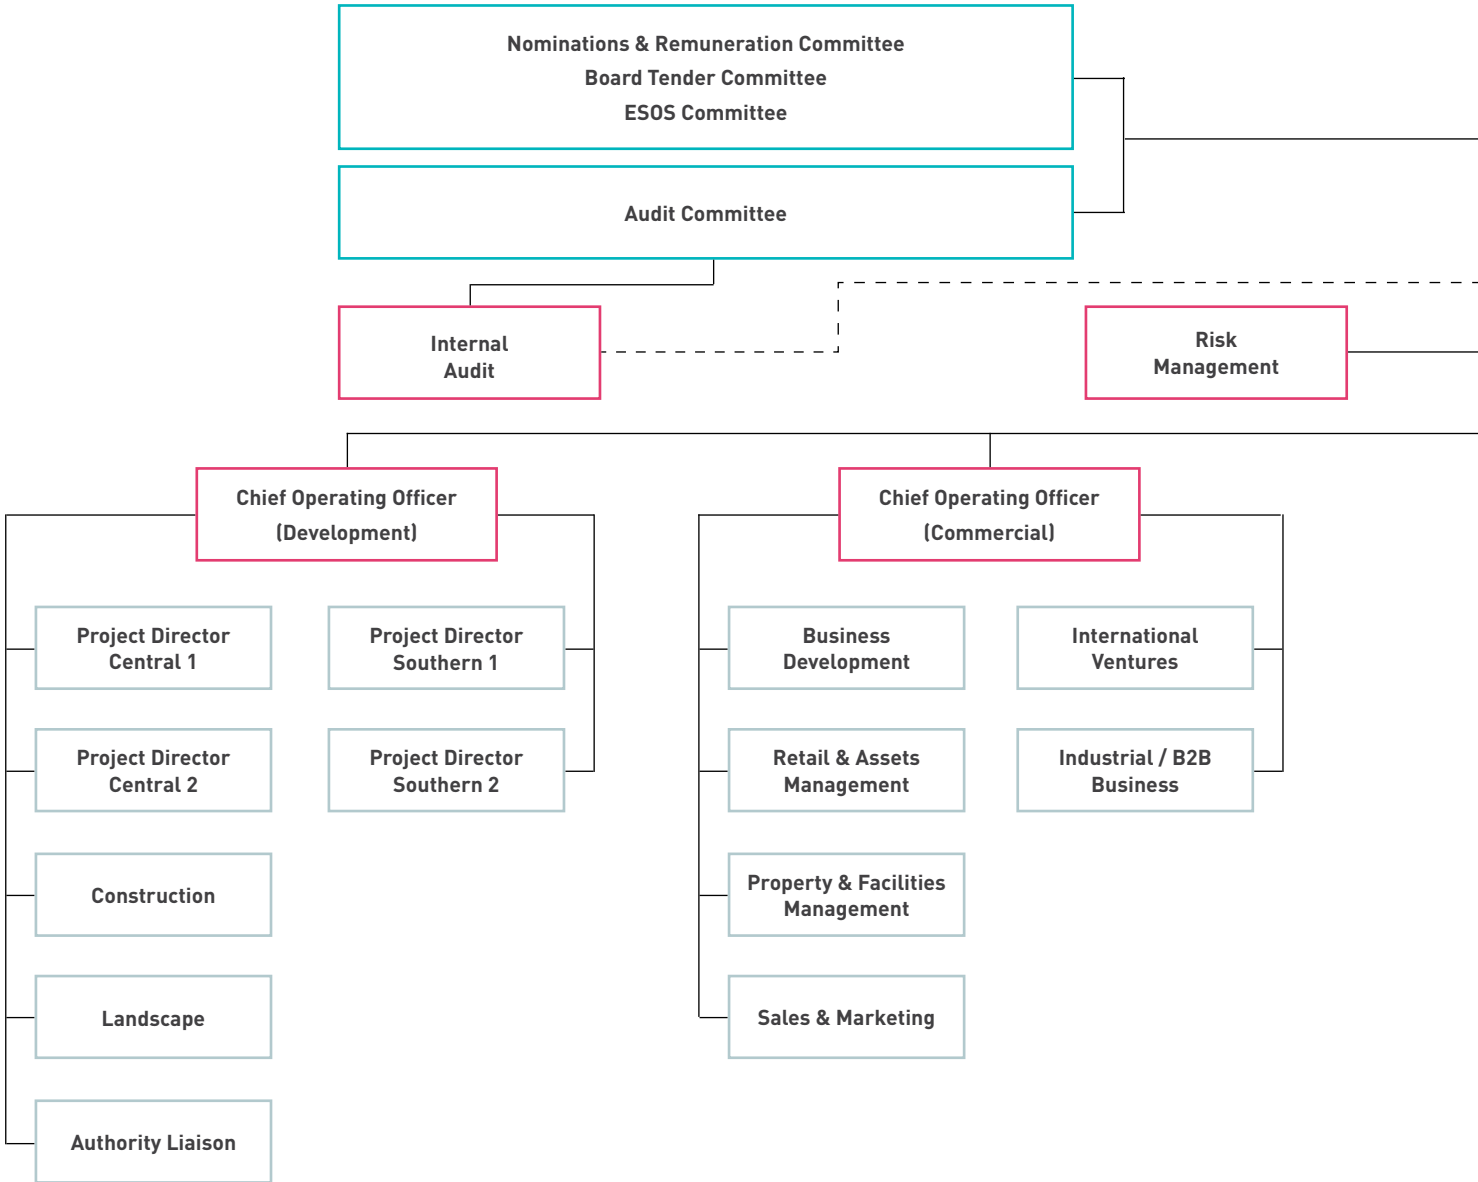 Nominations & Remuneration Committee
Board Tender Committee
ESOS Committee
Audit Committee
Internal
Audit
Risk
Management
Chief Operating Officer
(Development)
Chief Operating Officer
(Commercial)
Project Director
Central 1
Project Director
Southern 1
Business
Development
International
Ventures
Project Director
Central 2
Project Director
Southern 2
Retail & Assets
Management
Industrial / B2B
Business
Construction
Property & Facilities
Management
Landscape
Sales & Marketing
Authority Liaison